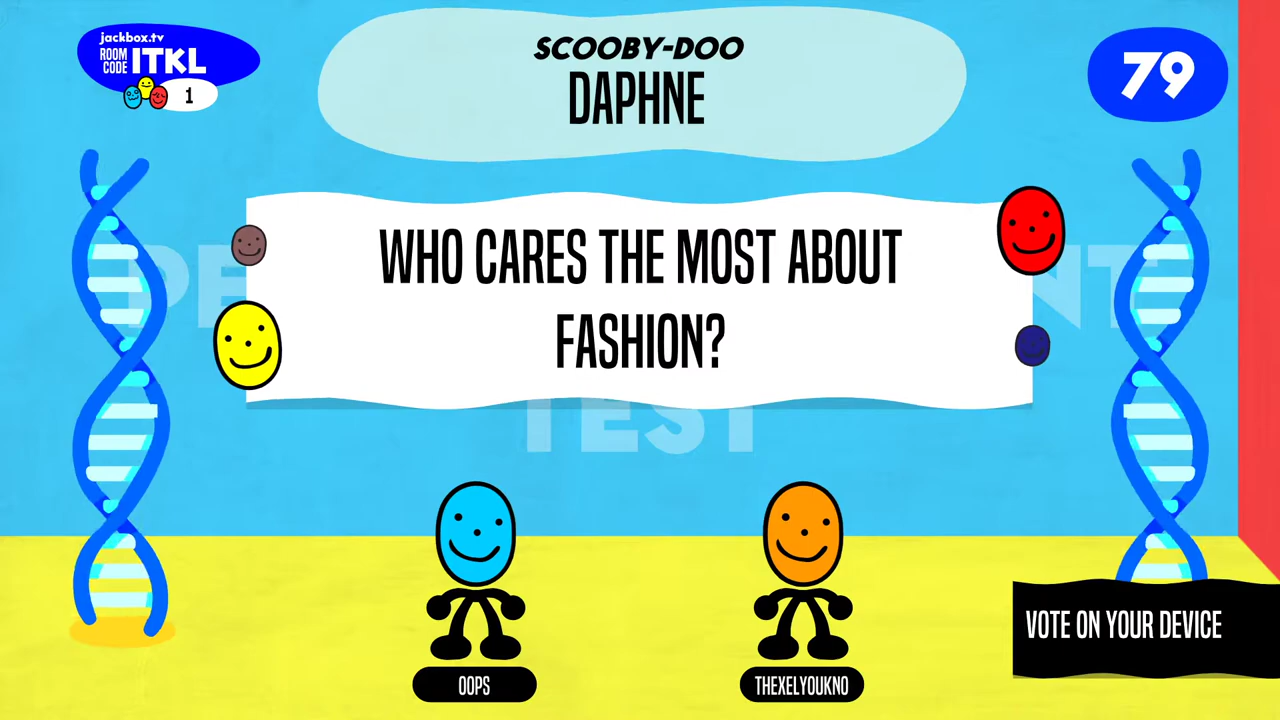 jackbox.tv
ROOM CODE ITKL
1
SCOOBY-DOO
DAPHNE
79
WHO CARES THE MOST ABOUT
FASHION?
TEST
OOPS
THEXELYOUKNO
VOTE ON YOUR DEVICE